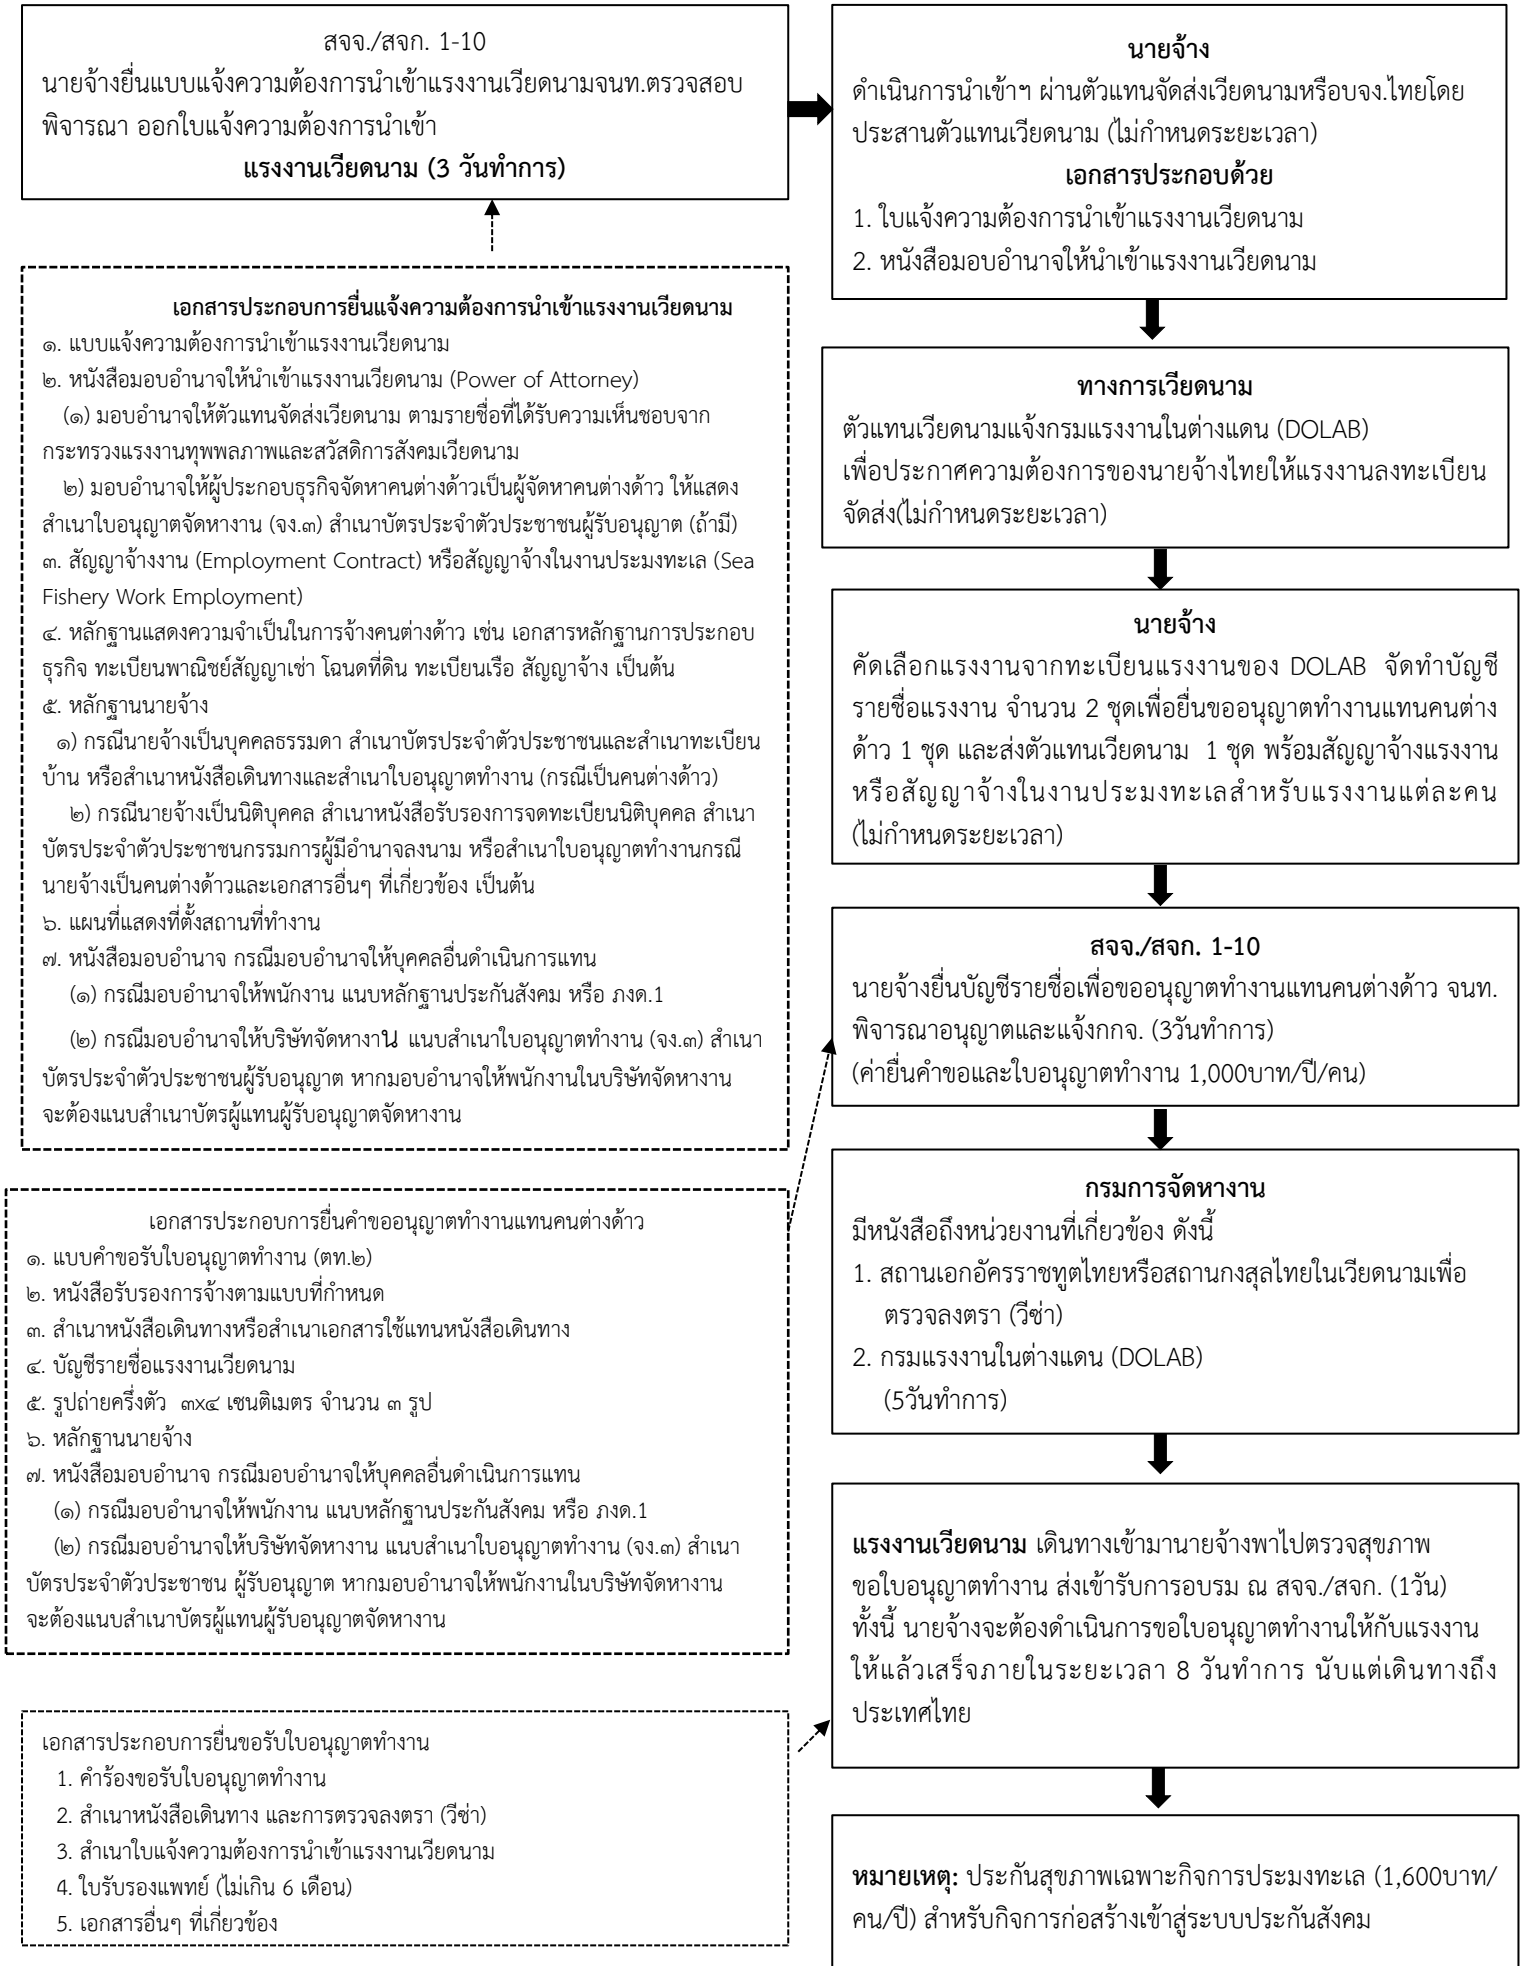 สจจ./สจก. 1-10
นายจ้างยื่นแบบแจ้งความต้องการนำเข้าแรงงานเวียดนามจนท.ตรวจสอบ
พิจารณา ออกใบแจ้งความต้องการนำเข้า
แรงงานเวียดนาม (3 วันทำการ)
นายจ้าง
ดำเนินการนำเข้าฯ ผ่านตัวแทนจัดส่งเวียดนามหรือบจง.ไทยโดย
ประสานตัวแทนเวียดนาม (ไม่กำหนดระยะเวลา)
เอกสารประกอบด้วย
1. ใบแจ้งความต้องการนำเข้าแรงงานเวียดนาม
2. หนังสือมอบอำนาจให้นำเข้าแรงงานเวียดนาม
เอกสารประกอบการยื่นแจ้งความต้องการนำเข้าแรงงานเวียดนาม
๑. แบบแจ้งความต้องการนำเข้าแรงงานเวียดนาม
๒. หนังสือมอบอำนาจให้นำเข้าแรงงานเวียดนาม (Power of Attorney)
(๑) มอบอำนาจให้ตัวแทนจัดส่งเวียดนาม ตามรายชื่อที่ได้รับความเห็นชอบจาก
กระทรวงแรงงานทุพพลภาพและสวัสดิการสังคมเวียดนาม
๒) มอบอำนาจให้ผู้ประกอบธุรกิจจัดหาคนต่างด้าวเป็นผู้จัดหาคนต่างด้าว ให้แสดง
สำเนาใบอนุญาตจัดหางาน (จง.๓) สำเนาบัตรประจำตัวประชาชนผู้รับอนุญาต (ถ้ามี)
๓. สัญญาจ้างงาน (Employment Contract) หรือสัญญาจ้างในงานประมงทะเล (Sea
Fishery Work Employment)
๔. หลักฐานแสดงความจำเป็นในการจ้างคนต่างด้าว เช่น เอกสารหลักฐานการประกอบ
ธุรกิจ ทะเบียนพาณิชย์สัญญาเช่า โฉนดที่ดิน ทะเบียนเรือ สัญญาจ้าง เป็นต้น
๕. หลักฐานนายจ้าง
๑) กรณีนายจ้างเป็นบุคคลธรรมดา สำเนาบัตรประจำตัวประชาชนและสำเนาทะเบียน
บ้าน หรือสำเนาหนังสือเดินทางและสำเนาใบอนุญาตทำงาน (กรณีเป็นคนต่างด้าว)
๒) กรณีนายจ้างเป็นนิติบุคคล สำเนาหนังสือรับรองการจดทะเบียนนิติบุคคล สำเนา
บัตรประจำตัวประชาชนกรรมการผู้มีอำนาจลงนาม หรือสำเนาใบอนุญาตทำงานกรณี
นายจ้างเป็นคนต่างด้าวและเอกสารอื่นๆ ที่เกี่ยวข้อง เป็นต้น
๖. แผนที่แสดงที่ตั้งสถานที่ทำงาน
๗. หนังสือมอบอำนาจ กรณีมอบอำนาจให้บุคคลอื่นดำเนินการแทน
(๑) กรณีมอบอำนาจให้พนักงาน แนบหลักฐานประกันสังคม หรือ ภงด.1
(๒) กรณีมอบอำนาจให้บริษัทจัดหางาน แนบสำเนาใบอนุญาตทำงาน (จง.๓) สำเนา
บัตรประจำตัวประชาชนผู้รับอนุญาต หากมอบอำนาจให้พนักงานในบริษัทจัดหางาน
จะต้องแนบสำเนาบัตรผู้แทนผู้รับอนุญาตจัดหางาน
ทางการเวียดนาม
ตัวแทนเวียดนามแจ้งกรมแรงงานในต่างแดน (DOLAB)
เพื่อประกาศความต้องการของนายจ้างไทยให้แรงงานลงทะเบียน
จัดส่ง(ไม่กำหนดระยะเวลา)
นายจ้าง
คัดเลือกแรงงานจากทะเบียนแรงงานของ DOLAB จัดทำบัญชี
รายชื่อแรงงาน จำนวน 2 ชุดเพื่อยื่นขออนุญาตทำงานแทนคนต่าง
ด้าว 1 ชุด และส่งตัวแทนเวียดนาม 1 ชุด พร้อมสัญญาจ้างแรงงาน
หรือสัญญาจ้างในงานประมงทะเลสำหรับแรงงานแต่ละคน
(ไม่กำหนดระยะเวลา)
สจจ./สจก. 1-10
นายจ้างยื่นบัญชีรายชื่อเพื่อขออนุญาตทำงานแทนคนต่างด้าว จนท.
พิจารณาอนุญาตและแจ้งกกจ. (3วันทำการ)
(ค่ายื่นคำขอและใบอนุญาตทำงาน 1,000บาท/ปี/คน)
เอกสารประกอบการยื่นคำขออนุญาตทำงานแทนคนต่างด้าว
๑. แบบคำขอรับใบอนุญาตทำงาน (ตท.๒)
๒. หนังสือรับรองการจ้างตามแบบที่กำหนด
๓. สำเนาหนังสือเดินทางหรือสำเนาเอกสารใช้แทนหนังสือเดินทาง
๔. บัญชีรายชื่อแรงงานเวียดนาม
๕. รูปถ่ายครึ่งตัว ๓x๔ เซนติเมตร จำนวน ๓ รูป
๖. หลักฐานนายจ้าง
๗. หนังสือมอบอำนาจ กรณีมอบอำนาจให้บุคคลอื่นดำเนินการแทน
(๑) กรณีมอบอำนาจให้พนักงาน แนบหลักฐานประกันสังคม หรือ ภงด.1
(๒) กรณีมอบอำนาจให้บริษัทจัดหางาน แนบสำเนาใบอนุญาตทำงาน (จง.๓) สำเนา
บัตรประจำตัวประชาชน ผู้รับอนุญาต หากมอบอำนาจให้พนักงานในบริษัทจัดหางาน
จะต้องแนบสำเนาบัตรผู้แทนผู้รับอนุญาตจัดหางาน
กรมการจัดหางาน
มีหนังสือถึงหน่วยงานที่เกี่ยวข้อง ดังนี้
1. สถานเอกอัครราชทูตไทยหรือสถานกงสุลไทยในเวียดนามเพื่อ
ตรวจลงตรา (วีซ่า)
2. กรมแรงงานในต่างแดน (DOLAB)
(5วันทำการ)
แรงงานเวียดนาม เดินทางเข้ามานายจ้างพาไปตรวจสุขภาพ
ขอใบอนุญาตทำงาน ส่งเข้ารับการอบรม ณ สจจ./สจก. (1วัน)
ทั้งนี้ นายจ้างจะต้องดำเนินการขอใบอนุญาตทำงานให้กับแรงงาน
ให้แล้วเสร็จภายในระยะเวลา 8 วันทำการ นับแต่เดินทางถึง
ประเทศไทย
เอกสารประกอบการยื่นขอรับใบอนุญาตทำงาน
1. คำร้องขอรับใบอนุญาตทำงาน
2. สำเนาหนังสือเดินทาง และการตรวจลงตรา (วีซ่า)
3. สำเนาใบแจ้งความต้องการนำเข้าแรงงานเวียดนาม
4. ใบรับรองแพทย์ (ไม่เกิน 6 เดือน)
5. เอกสารอื่นๆ ที่เกี่ยวข้อง
หมายเหตุ: ประกันสุขภาพเฉพาะกิจการประมงทะเล (1,600บาท/
คน/ปี) สำหรับกิจการก่อสร้างเข้าสู่ระบบประกันสังคม